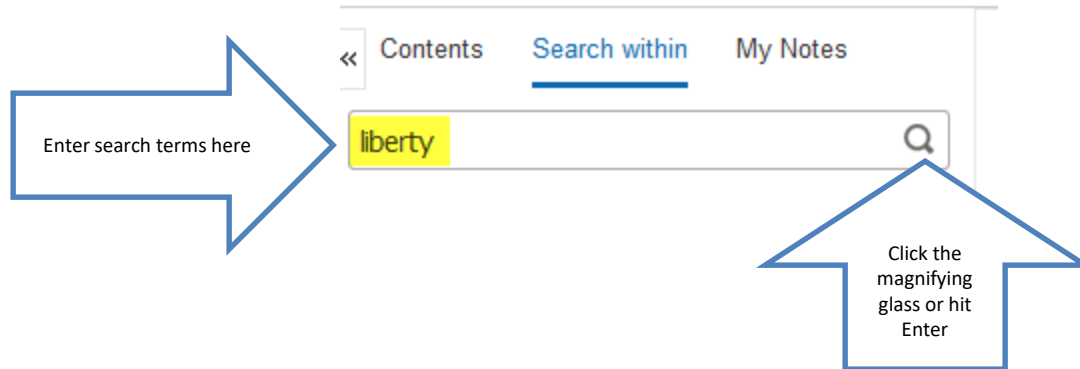 « Contents Search within My Notes
Enter search terms here
liberty
Click the
magnifying
glass or hit
Enter